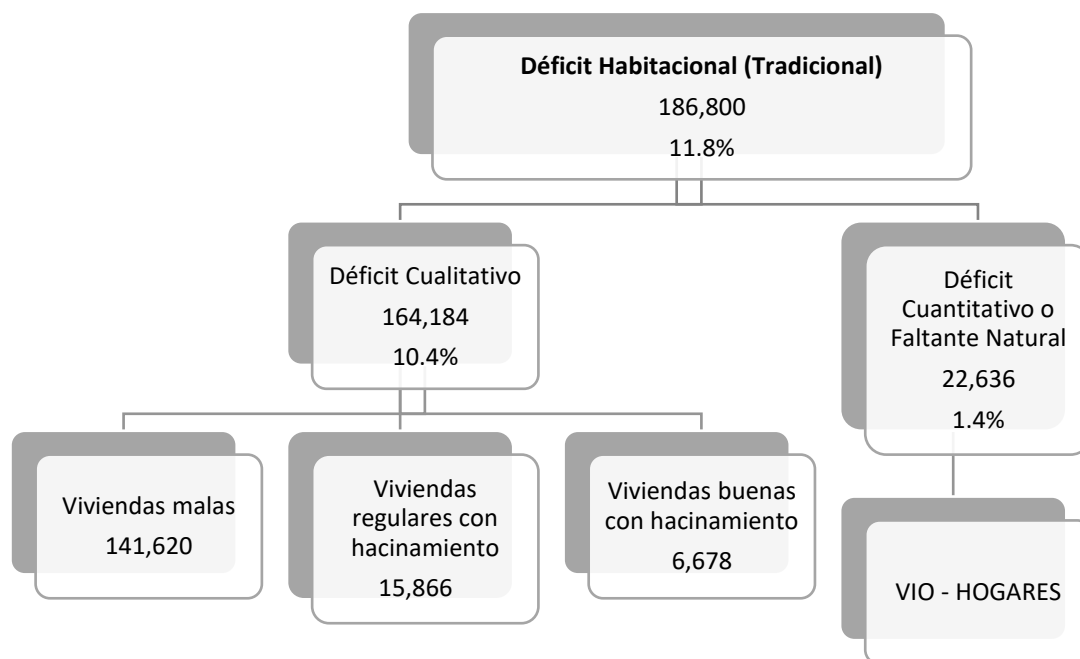 Déficit Habitacional (Tradicional)
186,800
11.8%
Déficit Cualitativo
164,184
10.4%
Déficit
Cuantitativo o
Faltante Natural
22,636
1.4%
Viviendas malas
141,620
Viviendas
regulares con
hacinamiento
15,866
Viviendas buenas
con hacinamiento
6,678
VIO - HOGARES